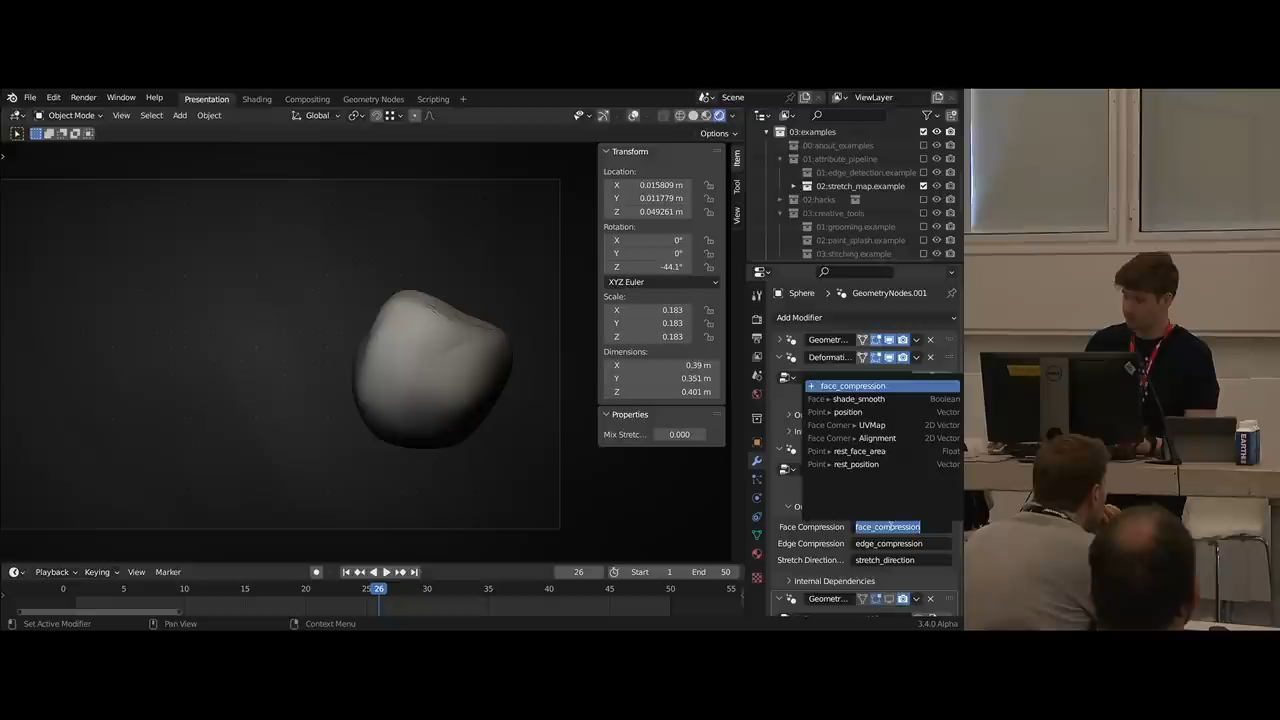 File Edit Render Window Help Presentation Shading Compositing Geometry Nodes Scripting + Scene ViewLayer
Object Mode View Select Add Object Global
Options
Transform
Location:
X 0.015809 m
Y 0.011779 m
Z 0.049261 m
Rotation:
X 0°
Y 0°
Z -44.1°
XYZ Euler
Scale:
X 0.183
Y 0.183
Z 0.183
Dimensions:
X 0.39 m
Y 0.351 m
Z 0.401 m
Properties
Mix Stretc... 0.000
Item
Tool
View
03:examples
00:about_examples
01:attribute_pipeline
01:edge_detection.example
02:stretch_map.example
02:hacks
03:creative_tools
01:grooming.example
02:paint_splash.example
03:stitching.example
Sphere > GeometryNodes.001
Add Modifier
Geometr...
Deformati...
+ face_compression
Face shade_smooth Boolean
Point position Vector
Face Corner UVMap 2D Vector
Face Corner Alignment 2D Vector
Point rest_face_area Float
Point rest_position Vector
Face Compression face_compression
Edge Compression edge_compression
Stretch Direction... stretch_direction
Internal Dependencies
Geometr...
Playback Keying View Marker 26 Start 1 End 50
0 5 10 15 20 25 26 30 35 40 45 50 55
Set Active Modifier Pan View Context Menu 3.4.0 Alpha
DELL